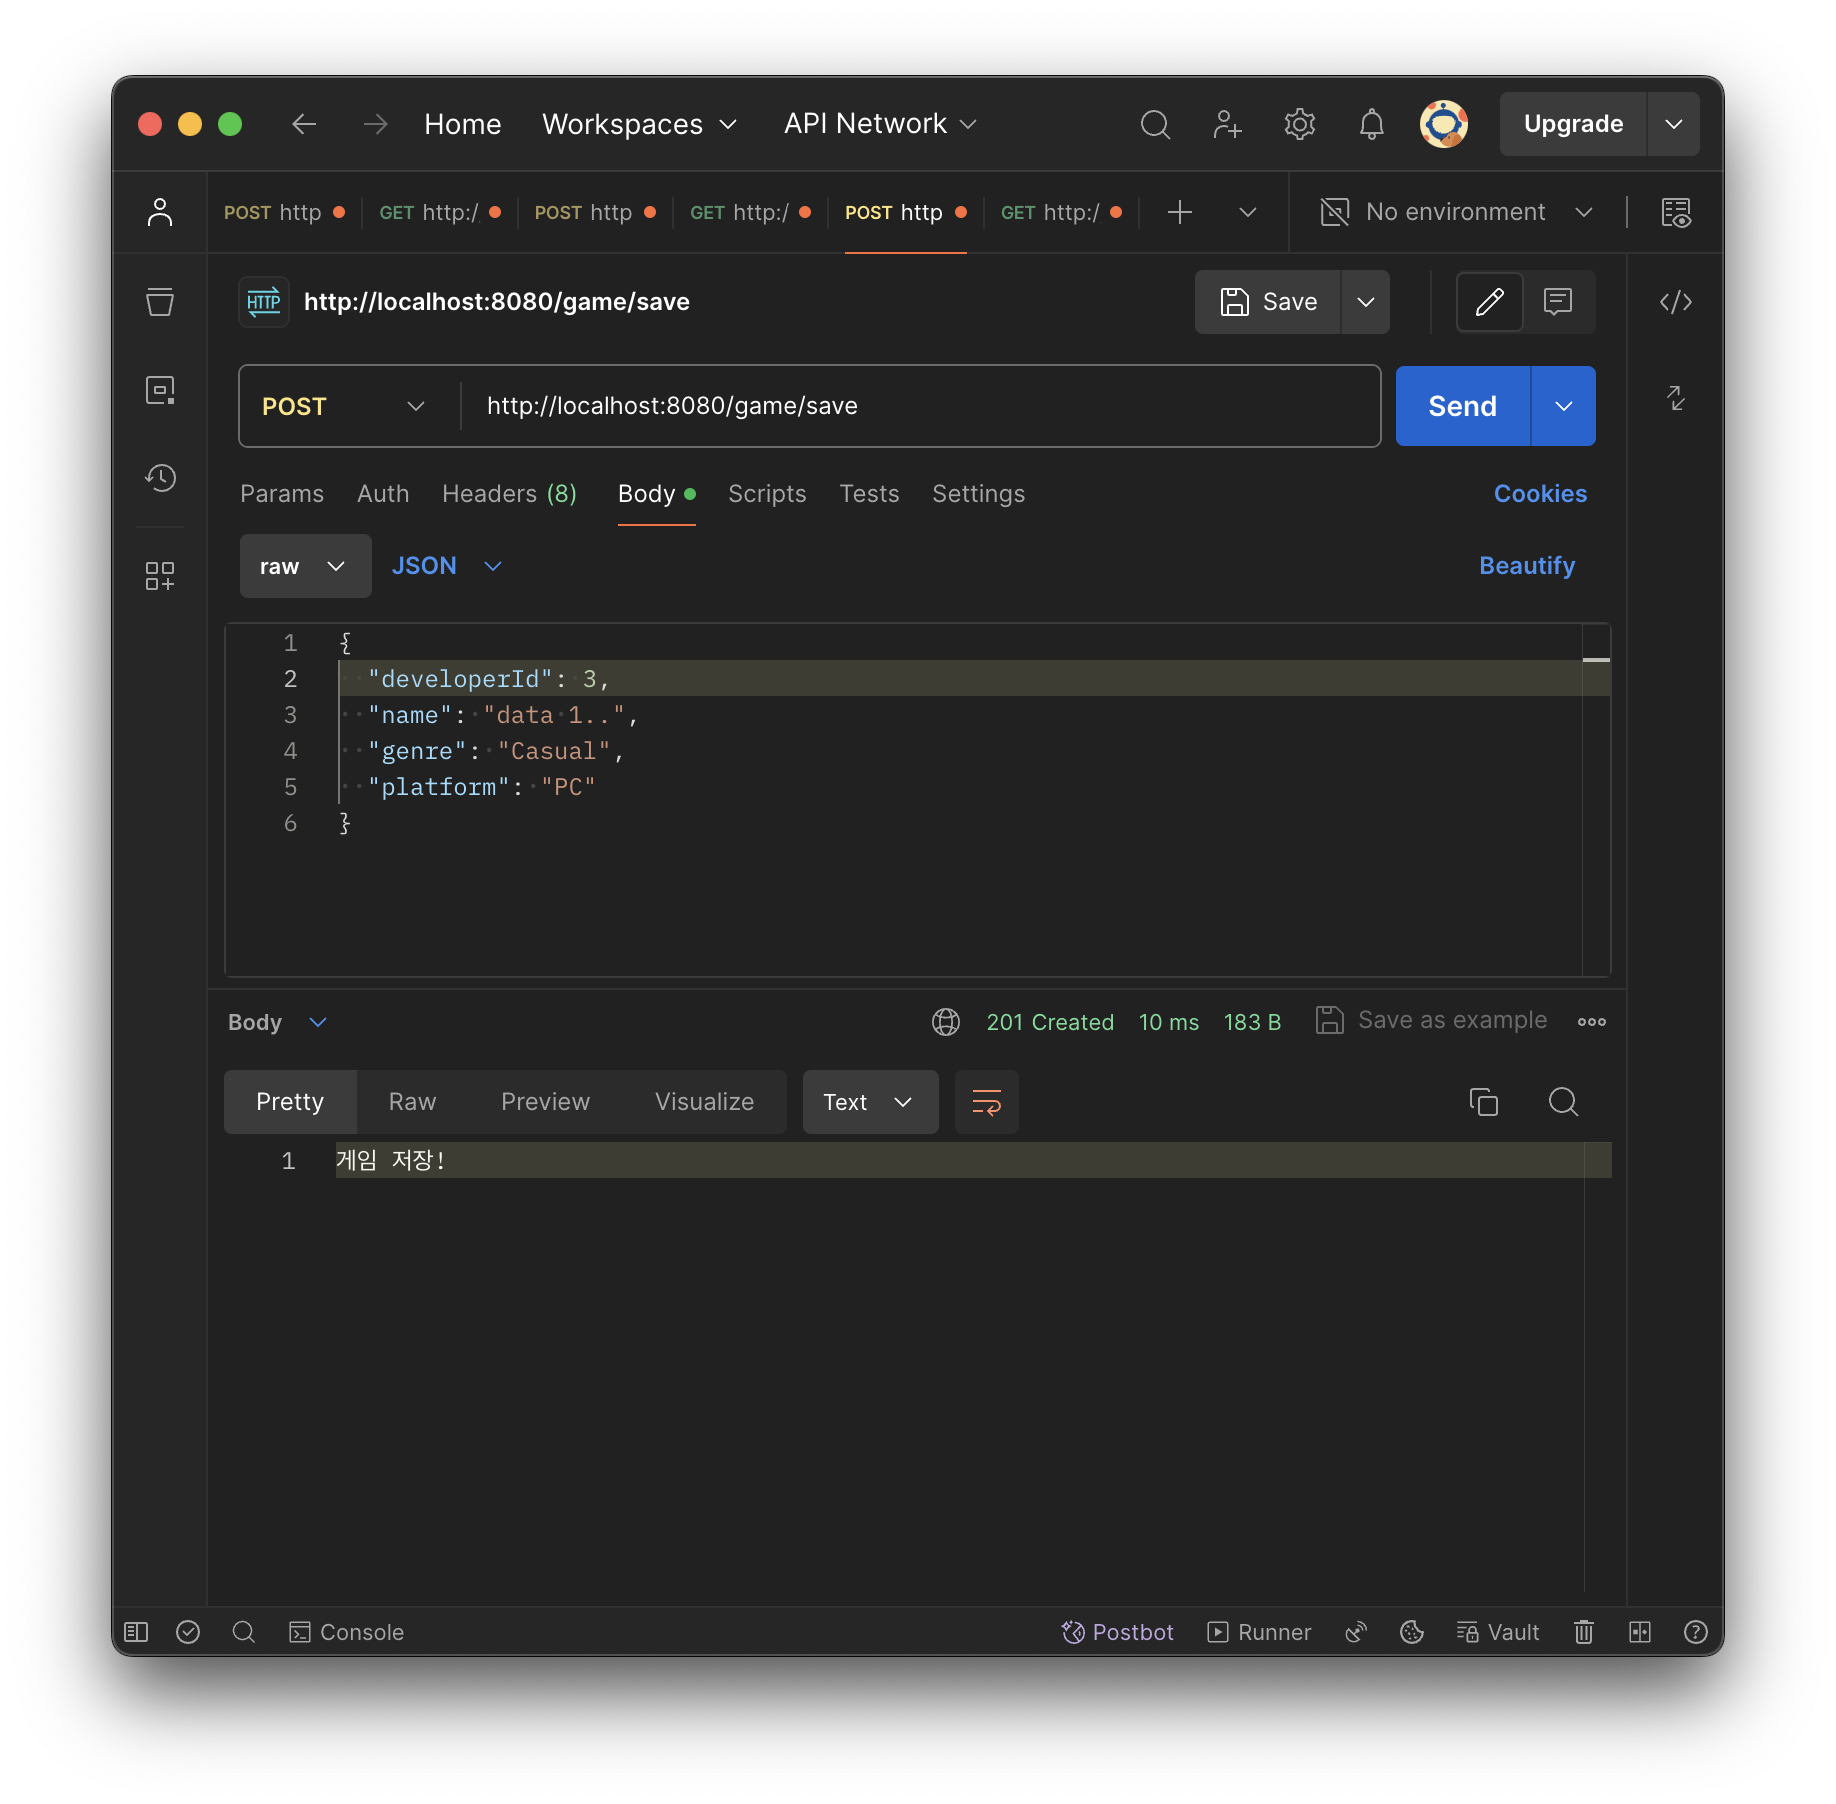 Home Workspaces API Network Upgrade
POST http GET http:/ POST http GET http:/ POST http GET http:/ No environment
HTTP http://localhost:8080/game/save Save
POST http://localhost:8080/game/save Send
Params Auth Headers (8) Body Scripts Tests Settings Cookies
raw JSON Beautify
1 {
2 "developerId": 3,
3 "name": "data 1..",
4 "genre": "Casual",
5 "platform": "PC"
6 }
Body 201 Created 10 ms 183 B Save as example
Pretty Raw Preview Visualize Text
1 게임 저장!
Console Postbot Runner Vault